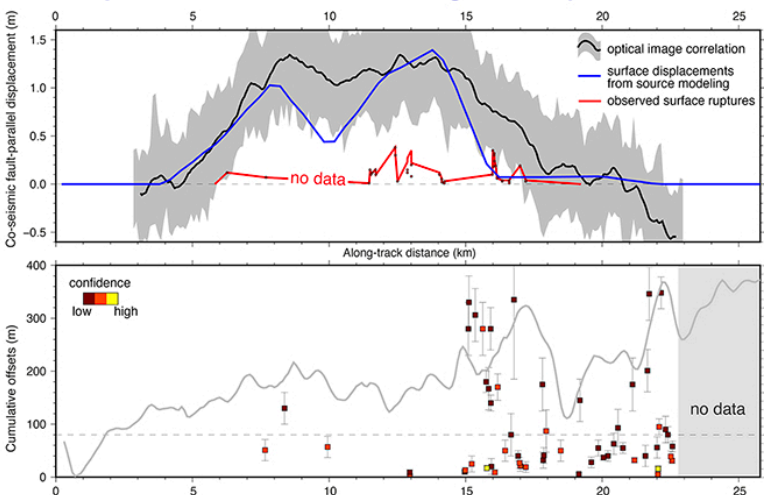 0 5 10 15 20 25
Co-seismic fault-parallel displacement (m)
1.5
1.0
0.5
0.0
−0.5
optical image correlation
surface displacements
from source modeling
observed surface ruptures
no data
Along-track distance (km)
Cumulative offsets (m)
400
300
200
100
0
confidence
low high
no data
0 5 10 15 20 25